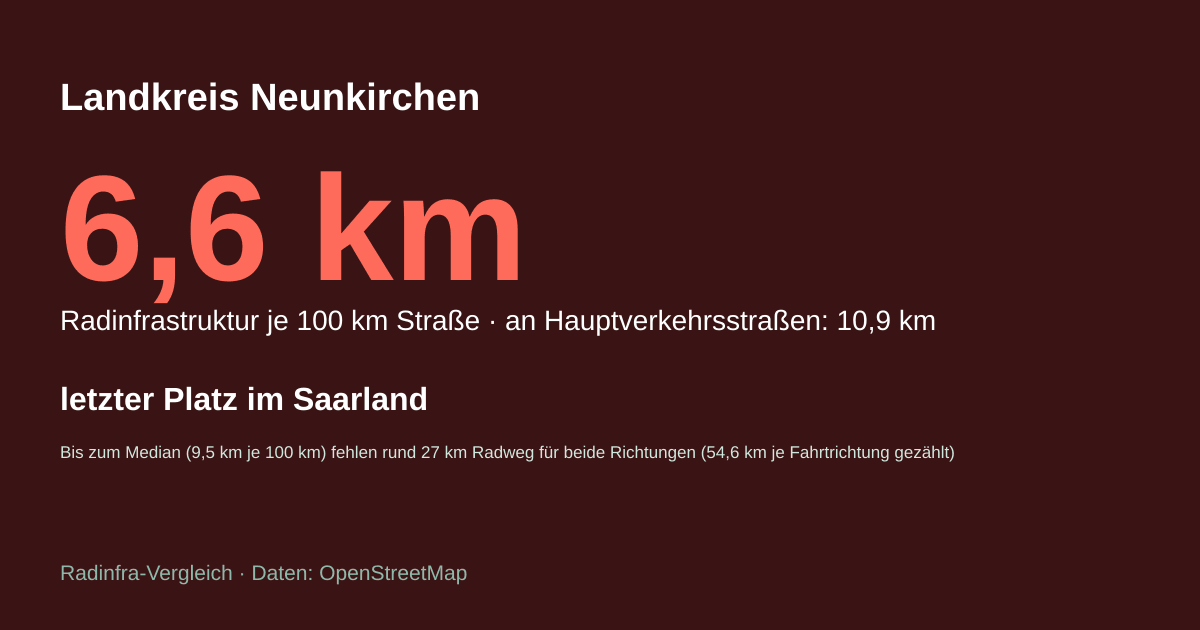 Landkreis Neunkirchen
6,6 km
Radinfrastruktur je 100 km Straße · an Hauptverkehrsstraßen: 10,9 km
letzter Platz im Saarland
Bis zum Median (9,5 km je 100 km) fehlen rund 27 km Radweg für beide Richtungen (54,6 km je Fahrtrichtung gezählt)
Radinfra-Vergleich · Daten: OpenStreetMap